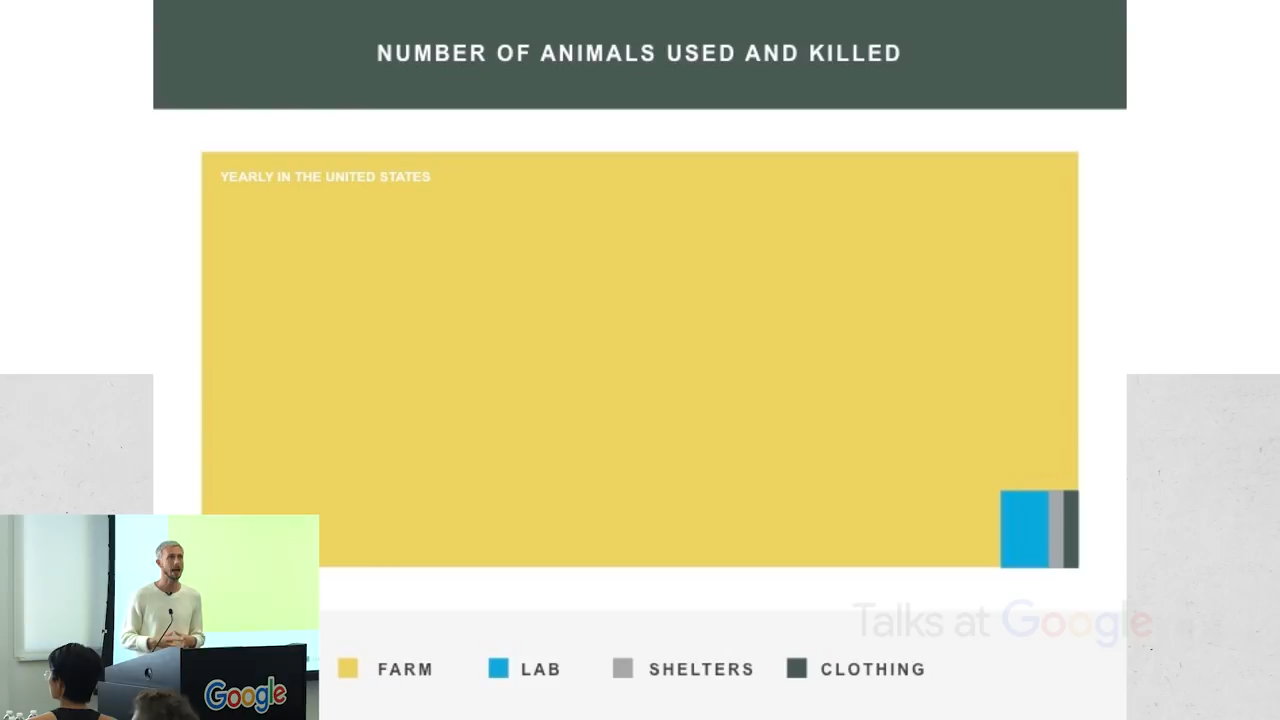 NUMBER OF ANIMALS USED AND KILLED
YEARLY IN THE UNITED STATES
Talks at Google
FARM
LAB
SHELTERS
CLOTHING
Google